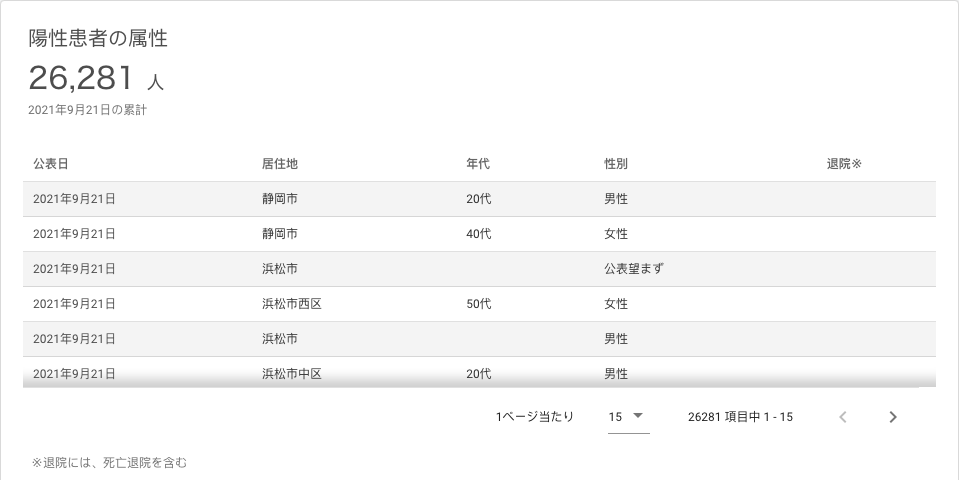 陽性患者の属性
26,281 人
2021年9月21日の累計
公表日 居住地 年代 性別 退院※
2021年9月21日 静岡市 20代 男性
2021年9月21日 静岡市 40代 女性
2021年9月21日 浜松市 公表望まず
2021年9月21日 浜松市西区 50代 女性
2021年9月21日 浜松市 男性
2021年9月21日 浜松市中区 20代 男性
1ページ当たり 15 26281 項目中 1 - 15
※退院には、死亡退院を含む